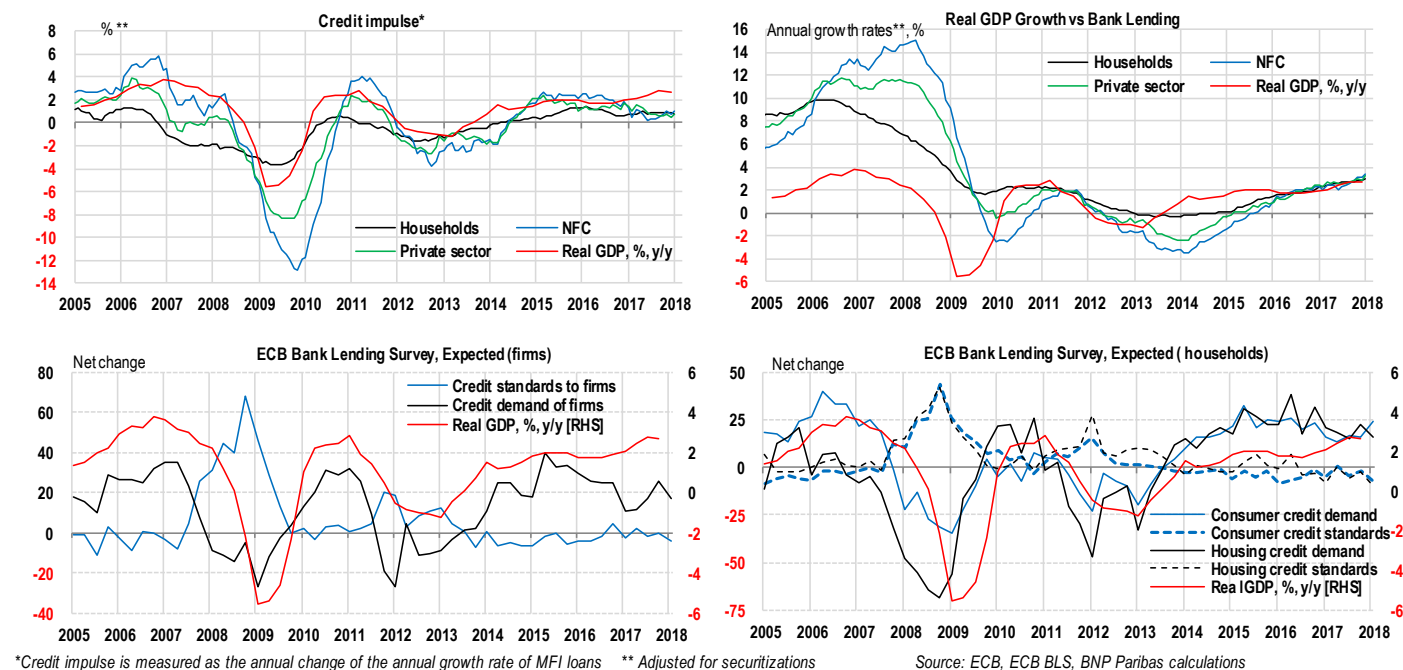 Credit impulse*
% **
8
6
4
2
0
-2
-4
-6
-8
-10
-12
-14
Households
NFC
Private sector
Real GDP, %, y/y
2005 2006 2007 2008 2009 2010 2011 2012 2013 2014 2015 2016 2017 2018
Real GDP Growth vs Bank Lending
Annual growth rates**, %
16
14
12
10
8
6
4
2
0
-2
-4
-6
Households
NFC
Private sector
Real GDP, %, y/y
2005 2006 2007 2008 2009 2010 2011 2012 2013 2014 2015 2016 2017 2018
ECB Bank Lending Survey, Expected (firms)
Net change
80
60
40
20
0
-20
-40
Credit standards to firms
Credit demand of firms
Real GDP, %, y/y [RHS]
6
4
2
0
-2
-4
-6
2005 2006 2007 2008 2009 2010 2011 2012 2013 2014 2015 2016 2017 2018
ECB Bank Lending Survey, Expected ( households)
Net change
50
25
0
-25
-50
-75
Consumer credit demand
Consumer credit standards
Housing credit demand
Housing credit standards
Rea lGDP, %, y/y [RHS]
6
4
2
0
-2
-4
-6
2005 2006 2007 2008 2009 2010 2011 2012 2013 2014 2015 2016 2017 2018
*Credit impulse is measured as the annual change of the annual growth rate of MFI loans ** Adjusted for securitizations Source: ECB, ECB BLS, BNP Paribas calculations